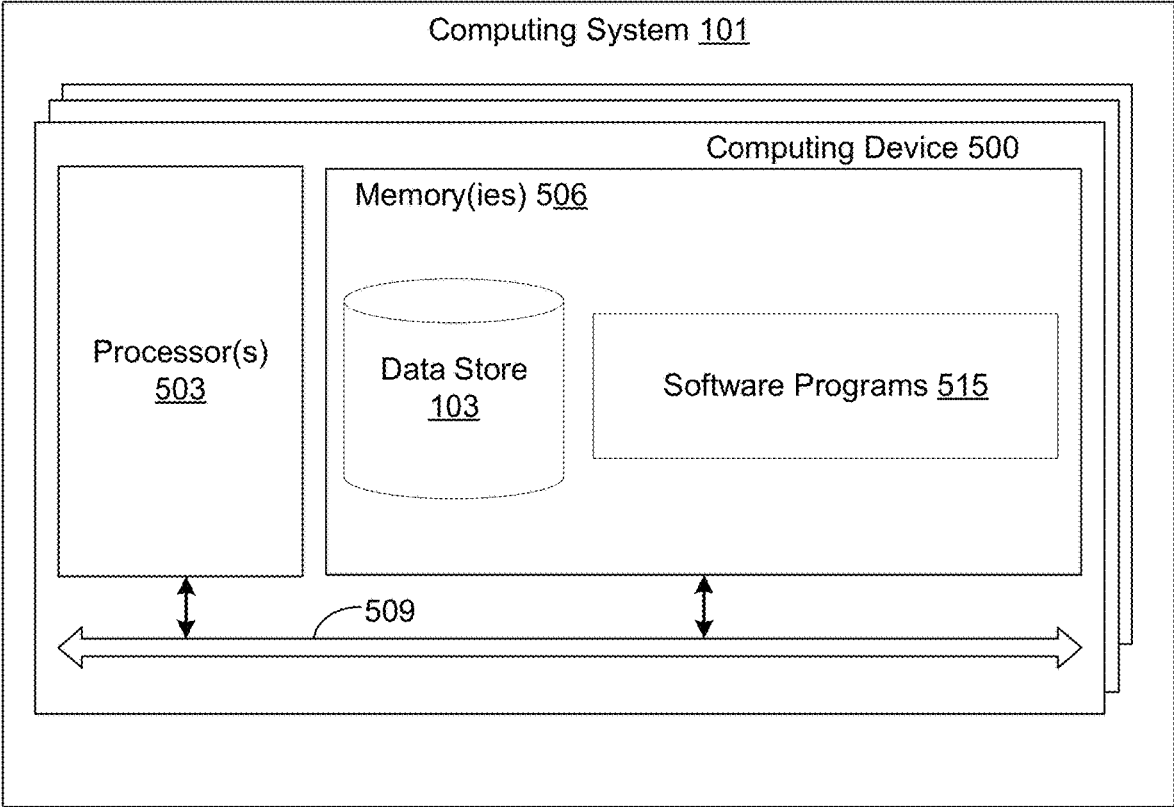 Computing System 101
Computing Device 500
Memory(ies) 506
Processor(s)
503
Data Store
103
Software Programs 515
509